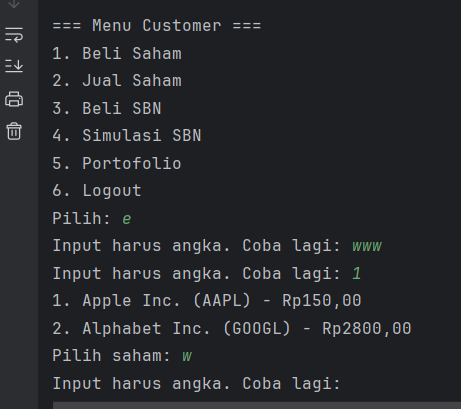 === Menu Customer ===
1. Beli Saham
2. Jual Saham
3. Beli SBN
4. Simulasi SBN
5. Portofolio
6. Logout
Pilih: e
Input harus angka. Coba lagi: www
Input harus angka. Coba lagi: 1
1. Apple Inc. (AAPL) - Rp150,00
2. Alphabet Inc. (GOOGL) - Rp2800,00
Pilih saham: w
Input harus angka. Coba lagi: